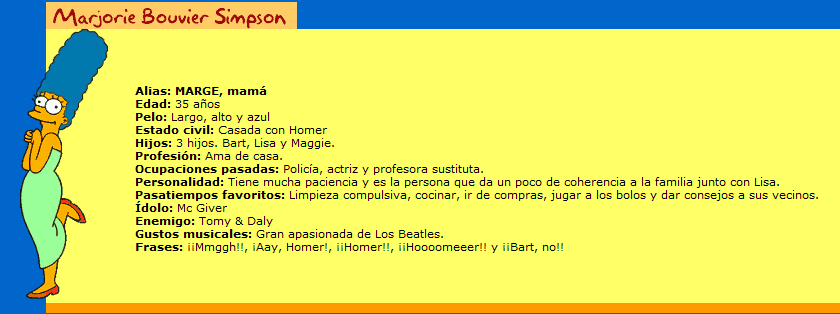 Marjorie Bouvier Simpson
Alias: MARGE, mamá
Edad: 35 años
Pelo: Largo, alto y azul
Estado civil: Casada con Homer
Hijos: 3 hijos. Bart, Lisa y Maggie.
Profesión: Ama de casa.
Ocupaciones pasadas: Policía, actriz y profesora sustituta.
Personalidad: Tiene mucha paciencia y es la persona que da un poco de coherencia a la familia junto con Lisa.
Pasatiempos favoritos: Limpieza compulsiva, cocinar, ir de compras, jugar a los bolos y dar consejos a sus vecinos.
Ídolo: Mc Giver
Enemigo: Tomy & Daly
Gustos musicales: Gran apasionada de Los Beatles.
Frases: ¡¡Mmggh!!, ¡Aay, Homer!, ¡¡Homer!!, ¡¡Hoooomeeer!! y ¡¡Bart, no!!